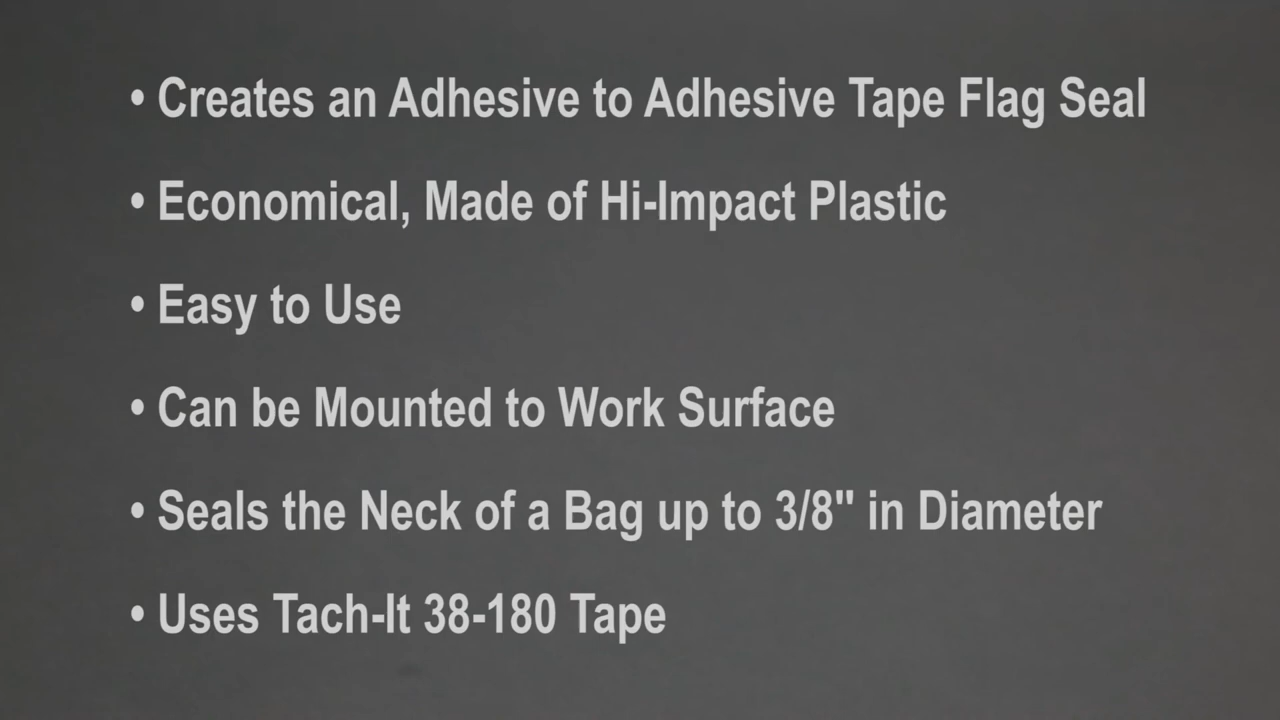 • Creates an Adhesive to Adhesive Tape Flag Seal
• Economical, Made of Hi-Impact Plastic
• Easy to Use
• Can be Mounted to Work Surface
• Seals the Neck of a Bag up to 3/8" in Diameter
• Uses Tach-It 38-180 Tape